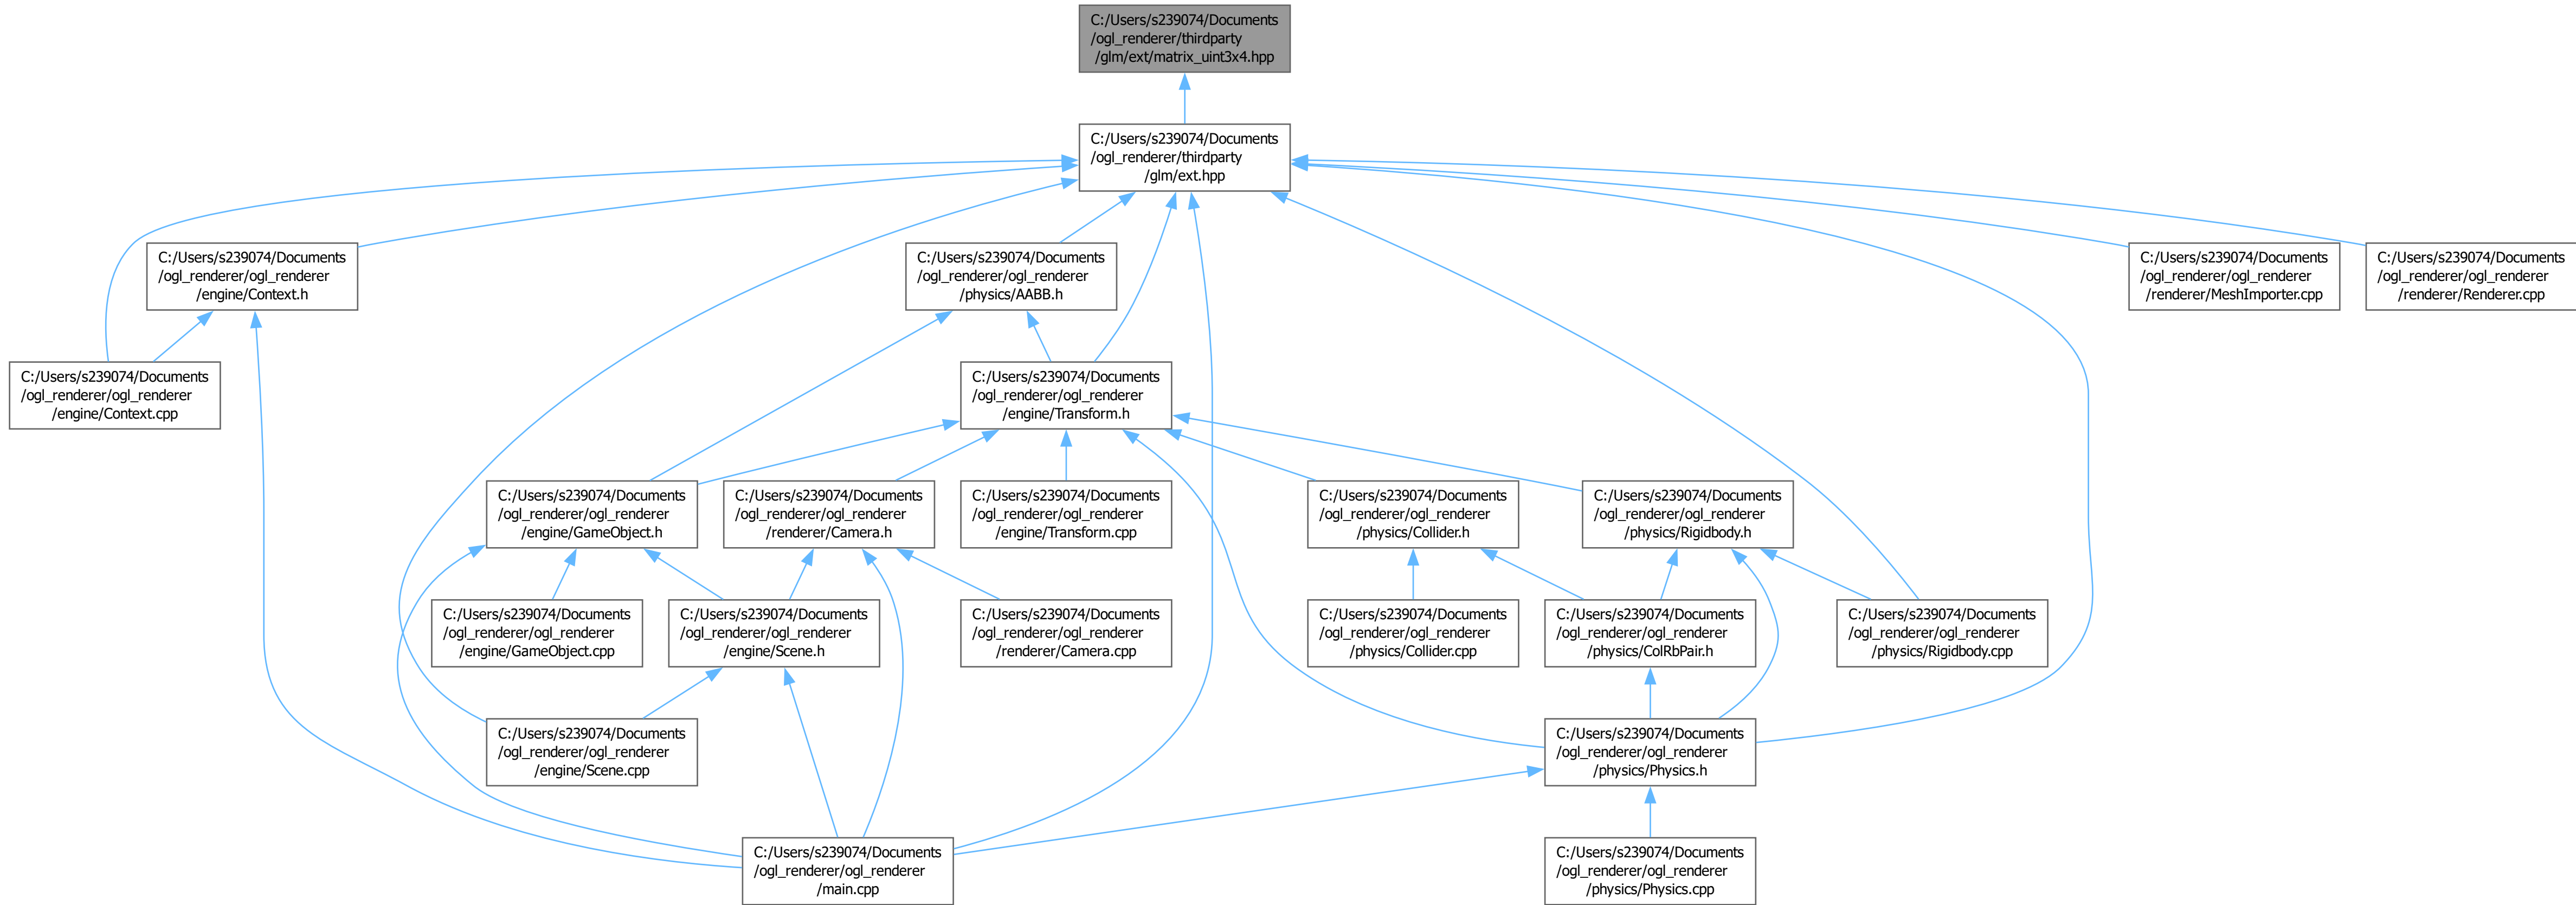 C:/Users/s239074/Documents
/ogl_renderer/thirdparty
/glm/ext/matrix_uint3x4.hpp
C:/Users/s239074/Documents
/ogl_renderer/thirdparty
/glm/ext.hpp
C:/Users/s239074/Documents
/ogl_renderer/ogl_renderer
/engine/Context.h
C:/Users/s239074/Documents
/ogl_renderer/ogl_renderer
/physics/AABB.h
C:/Users/s239074/Documents
/ogl_renderer/ogl_renderer
/renderer/MeshImporter.cpp
C:/Users/s239074/Documents
/ogl_renderer/ogl_renderer
/renderer/Renderer.cpp
C:/Users/s239074/Documents
/ogl_renderer/ogl_renderer
/engine/Context.cpp
C:/Users/s239074/Documents
/ogl_renderer/ogl_renderer
/engine/Transform.h
C:/Users/s239074/Documents
/ogl_renderer/ogl_renderer
/engine/GameObject.h
C:/Users/s239074/Documents
/ogl_renderer/ogl_renderer
/renderer/Camera.h
C:/Users/s239074/Documents
/ogl_renderer/ogl_renderer
/engine/Transform.cpp
C:/Users/s239074/Documents
/ogl_renderer/ogl_renderer
/physics/Collider.h
C:/Users/s239074/Documents
/ogl_renderer/ogl_renderer
/physics/Rigidbody.h
C:/Users/s239074/Documents
/ogl_renderer/ogl_renderer
/engine/GameObject.cpp
C:/Users/s239074/Documents
/ogl_renderer/ogl_renderer
/engine/Scene.h
C:/Users/s239074/Documents
/ogl_renderer/ogl_renderer
/renderer/Camera.cpp
C:/Users/s239074/Documents
/ogl_renderer/ogl_renderer
/physics/Collider.cpp
C:/Users/s239074/Documents
/ogl_renderer/ogl_renderer
/physics/ColRbPair.h
C:/Users/s239074/Documents
/ogl_renderer/ogl_renderer
/physics/Rigidbody.cpp
C:/Users/s239074/Documents
/ogl_renderer/ogl_renderer
/engine/Scene.cpp
C:/Users/s239074/Documents
/ogl_renderer/ogl_renderer
/physics/Physics.h
C:/Users/s239074/Documents
/ogl_renderer/ogl_renderer
/main.cpp
C:/Users/s239074/Documents
/ogl_renderer/ogl_renderer
/physics/Physics.cpp